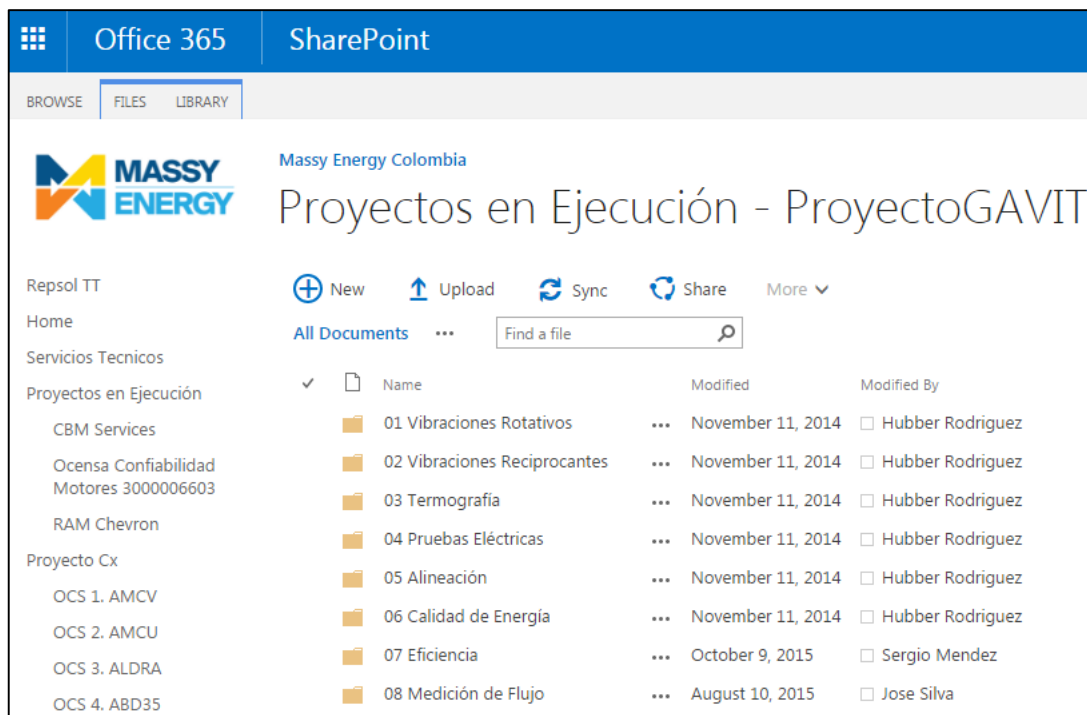 Office 365 SharePoint
BROWSE FILES LIBRARY
MASSY
ENERGY
Massy Energy Colombia
Proyectos en Ejecución - ProyectoGAVIT
Repsol TT
Home
Servicios Tecnicos
Proyectos en Ejecución
CBM Services
Ocensa Confiabilidad
Motores 3000006603
RAM Chevron
Proyecto Cx
OCS 1. AMCV
OCS 2. AMCU
OCS 3. ALDRA
OCS 4. ABD35
New Upload Sync Share More
All Documents ... Find a file
Name Modified Modified By
01 Vibraciones Rotativos ... November 11, 2014 Hubber Rodriguez
02 Vibraciones Reciprocantes ... November 11, 2014 Hubber Rodriguez
03 Termografía ... November 11, 2014 Hubber Rodriguez
04 Pruebas Eléctricas ... November 11, 2014 Hubber Rodriguez
05 Alineación ... November 11, 2014 Hubber Rodriguez
06 Calidad de Energía ... November 11, 2014 Hubber Rodriguez
07 Eficiencia ... October 9, 2015 Sergio Mendez
08 Medición de Flujo ... August 10, 2015 Jose Silva